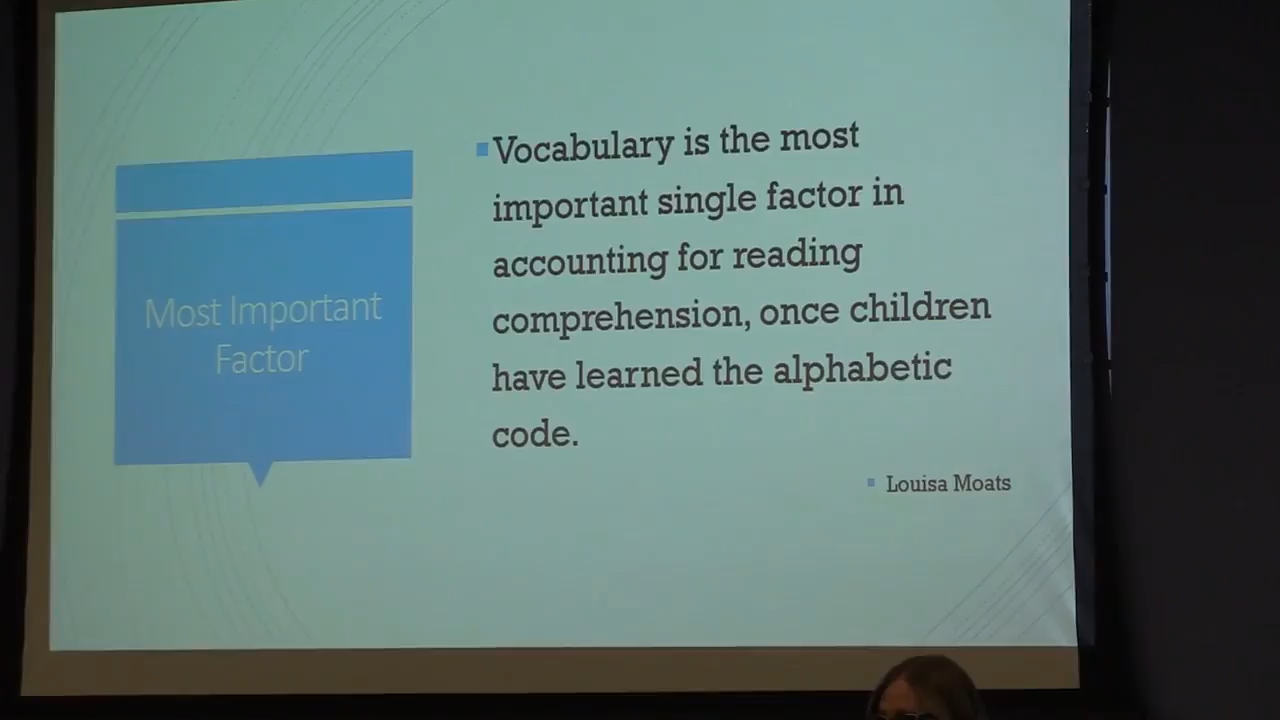 Most Important
Factor
Vocabulary is the most
important single factor in
accounting for reading
comprehension, once children
have learned the alphabetic
code.
Louisa Moats